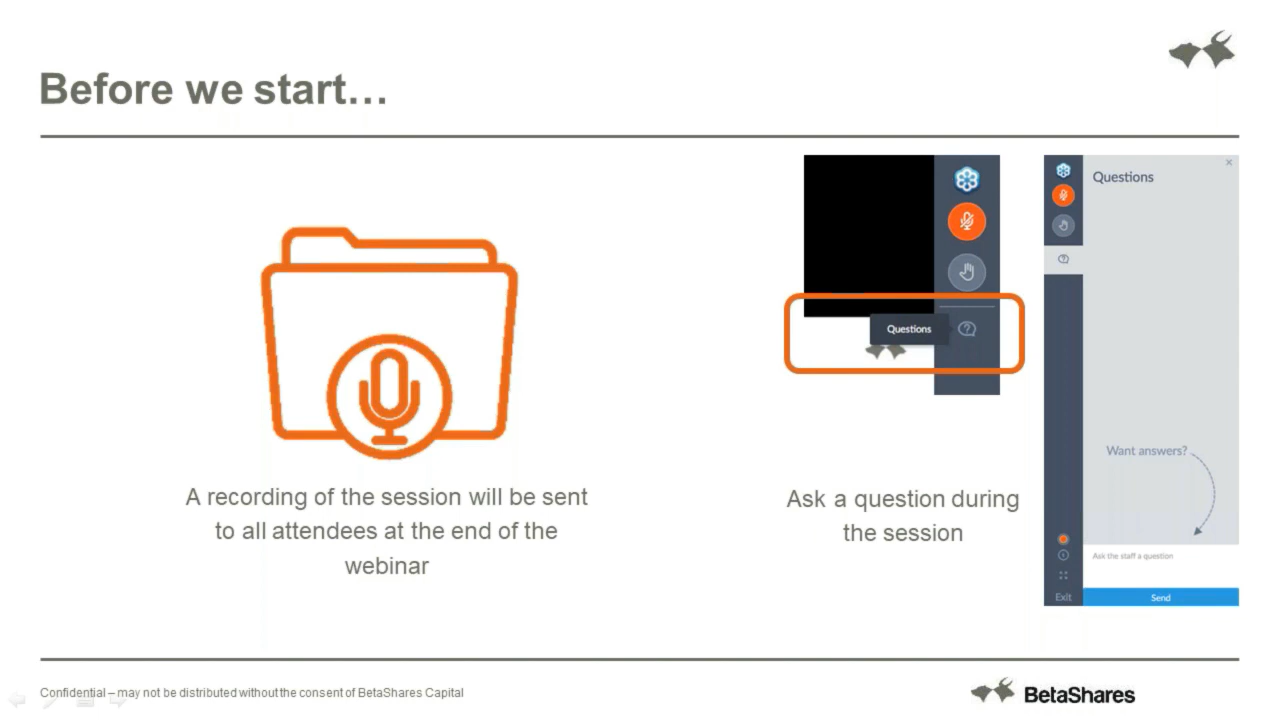 Before we start…
A recording of the session will be sent
to all attendees at the end of the
webinar
Questions
Ask a question during
the session
Questions
Want answers?
Ask the staff a question
Exit
Send
Confidential – may not be distributed without the consent of BetaShares Capital
BetaShares